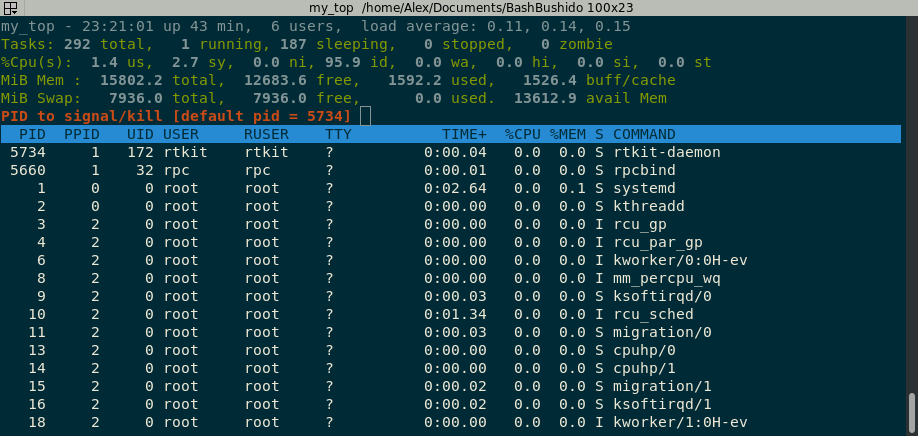 my_top /home/Alex/Documents/BashBushido 100x23
my_top - 23:21:01 up 43 min,  6 users,  load average: 0.11, 0.14, 0.15
Tasks: 292 total,   1 running, 187 sleeping,   0 stopped,   0 zombie
%Cpu(s):  1.4 us,  2.7 sy,  0.0 ni, 95.9 id,  0.0 wa,  0.0 hi,  0.0 si,  0.0 st
MiB Mem :  15802.2 total,  12683.6 free,   1592.2 used,   1526.4 buff/cache
MiB Swap:   7936.0 total,   7936.0 free,      0.0 used.  13612.9 avail Mem
PID to signal/kill [default pid = 5734]
  PID  PPID   UID USER     RUSER    TTY          TIME+  %CPU %MEM S COMMAND
 5734     1   172 rtkit    rtkit    ?          0:00.04   0.0  0.0 S rtkit-daemon
 5660     1    32 rpc      rpc      ?          0:00.01   0.0  0.0 S rpcbind
    1     0     0 root     root     ?          0:02.64   0.0  0.1 S systemd
    2     0     0 root     root     ?          0:00.00   0.0  0.0 S kthreadd
    3     2     0 root     root     ?          0:00.00   0.0  0.0 I rcu_gp
    4     2     0 root     root     ?          0:00.00   0.0  0.0 I rcu_par_gp
    6     2     0 root     root     ?          0:00.00   0.0  0.0 I kworker/0:0H-ev
    8     2     0 root     root     ?          0:00.00   0.0  0.0 I mm_percpu_wq
    9     2     0 root     root     ?          0:00.03   0.0  0.0 S ksoftirqd/0
   10     2     0 root     root     ?          0:01.34   0.0  0.0 I rcu_sched
   11     2     0 root     root     ?          0:00.03   0.0  0.0 S migration/0
   13     2     0 root     root     ?          0:00.00   0.0  0.0 S cpuhp/0
   14     2     0 root     root     ?          0:00.00   0.0  0.0 S cpuhp/1
   15     2     0 root     root     ?          0:00.02   0.0  0.0 S migration/1
   16     2     0 root     root     ?          0:00.02   0.0  0.0 S ksoftirqd/1
   18     2     0 root     root     ?          0:00.00   0.0  0.0 I kworker/1:0H-ev